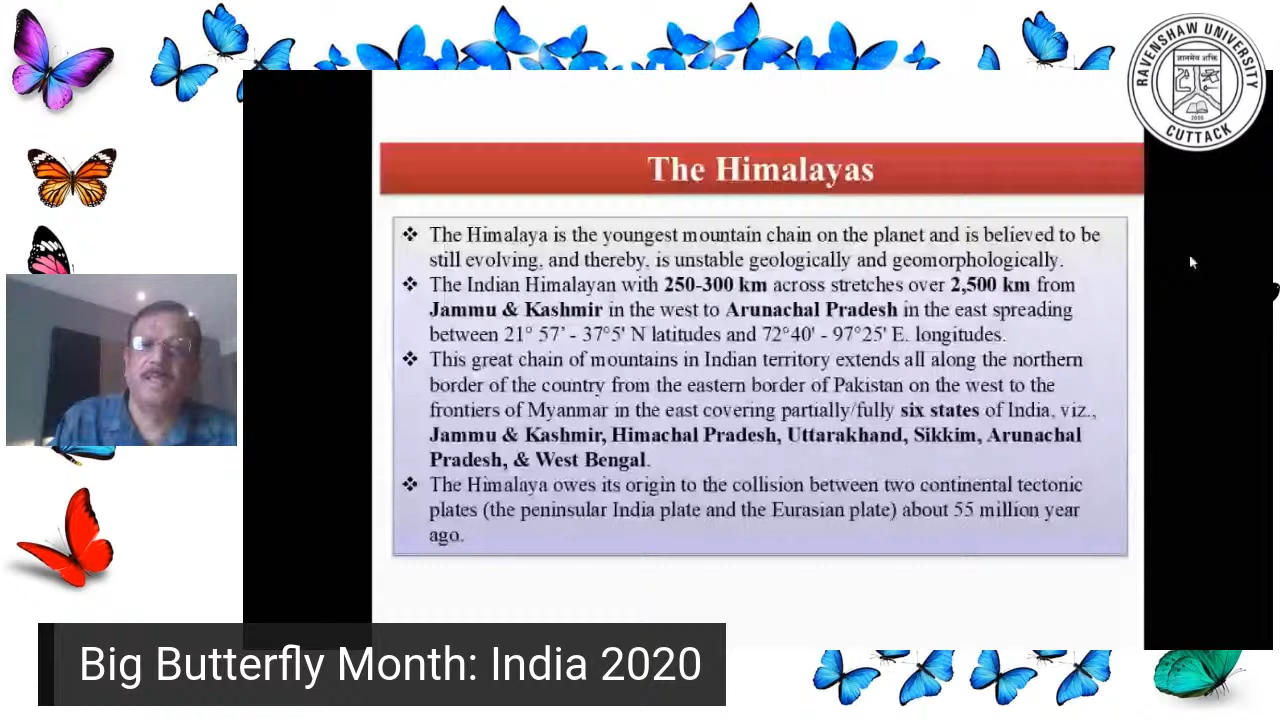 RAVENSHAW UNIVERSITY
ज्ञानमेव शक्ति
2006
CUTTACK
The Himalayas
❖ The Himalaya is the youngest mountain chain on the planet and is believed to be
still evolving, and thereby, is unstable geologically and geomorphologically.
❖ The Indian Himalayan with 250-300 km across stretches over 2,500 km from
Jammu & Kashmir in the west to Arunachal Pradesh in the east spreading
between 21° 57’ - 37°5' N latitudes and 72°40' - 97°25' E. longitudes.
❖ This great chain of mountains in Indian territory extends all along the northern
border of the country from the eastern border of Pakistan on the west to the
frontiers of Myanmar in the east covering partially/fully six states of India, viz.,
Jammu & Kashmir, Himachal Pradesh, Uttarakhand, Sikkim, Arunachal
Pradesh, & West Bengal.
❖ The Himalaya owes its origin to the collision between two continental tectonic
plates (the peninsular India plate and the Eurasian plate) about 55 million year
ago.
Big Butterfly Month: India 2020